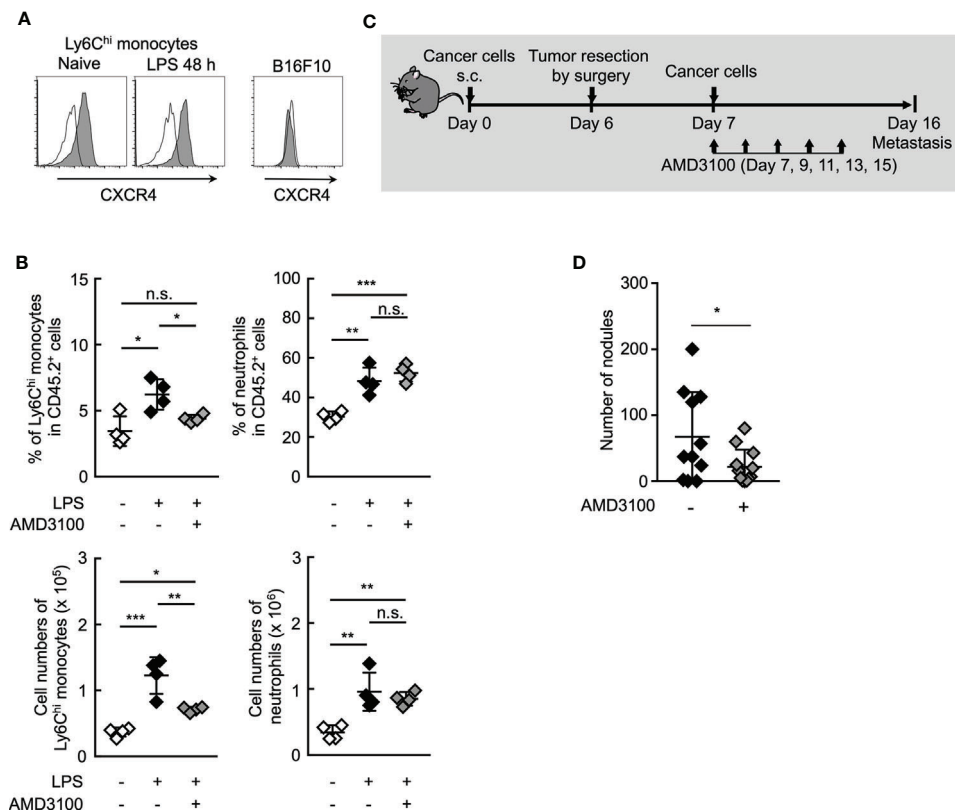 A
Ly6Chi monocytes
Naive LPS 48 h B16F10
CXCR4 CXCR4
C
Cancer cells s.c.
Tumor resection by surgery
Cancer cells
Day 0 Day 6 Day 7 Day 16
Metastasis
AMD3100 (Day 7, 9, 11, 13, 15)
B
% of Ly6Chi monocytes
in CD45.2+ cells
15
10
5
0
n.s.
*
*
LPS - + +
AMD3100 - - +
% of neutrophils
in CD45.2+ cells
100
80
60
40
20
0
***
n.s.
**
- + +
- - +
Cell numbers of
Ly6Chi monocytes (x 10⁵)
3
2
1
0
*
**
***
LPS - + +
AMD3100 - - +
Cell numbers of
neutrophils (x 10⁶)
3
2
1
0
**
n.s.
**
- + +
- - +
D
Number of nodules
300
200
100
50
0
*
AMD3100 - +